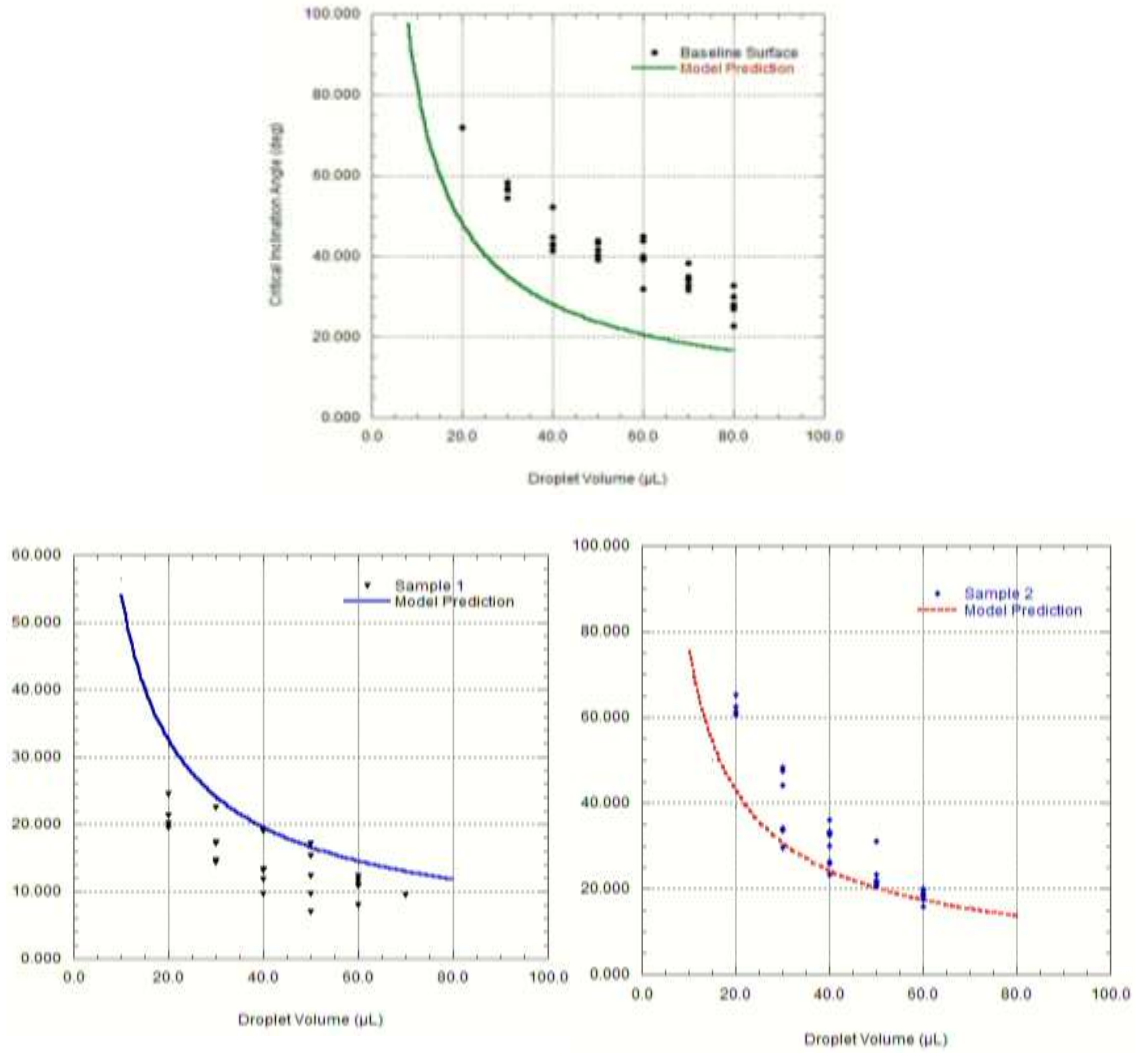 100.000
80.000
60.000
40.000
20.000
0.000
Critical Inclination Angle (deg)
Baseline Surface
Model Prediction
0.0 20.0 40.0 60.0 80.0 100.0
Droplet Volume (µL)
60.000
50.000
40.000
30.000
20.000
10.000
0.000
Sample 1
Model Prediction
0.0 20.0 40.0 60.0 80.0 100.0
Droplet Volume (µL)
100.000
80.000
60.000
40.000
20.000
0.000
Sample 2
Model Prediction
0.0 20.0 40.0 60.0 80.0 100.0
Droplet Volume (µL)